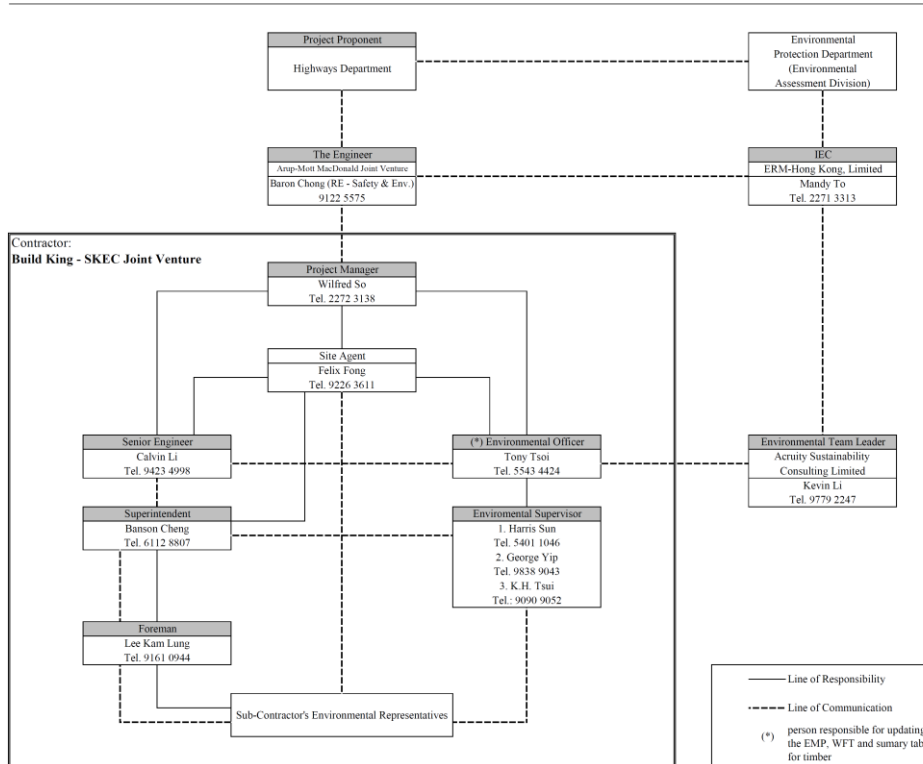 Project Proponent
Highways Department
Environmental
Protection Department
(Environmental
Assessment Division)
The Engineer
Arup-Mott MacDonald Joint Venture
Baron Chong (RE - Safety & Env.)
9122 5575
IEC
ERM-Hong Kong, Limited
Mandy To
Tel. 2271 3313
Contractor:
Build King - SKEC Joint Venture
Project Manager
Wilfred So
Tel. 2272 3138
Site Agent
Felix Fong
Tel. 9226 3611
Senior Engineer
Calvin Li
Tel. 9423 4998
(*) Environmental Officer
Tony Tsoi
Tel. 5543 4424
Environmental Team Leader
Acruity Sustainability
Consulting Limited
Kevin Li
Tel. 9779 2247
Superintendent
Banson Cheng
Tel. 6112 8807
Enviromental Supervisor
1. Harris Sun
Tel. 5401 1046
2. George Yip
Tel. 9838 9043
3. K.H. Tsui
Tel.: 9090 9052
Foreman
Lee Kam Lung
Tel. 9161 0944
Sub-Contractor's Environmental Representatives
Line of Responsibility
Line of Communication
(*) person responsible for updating
the EMP, WFT and sumary tab
for timber